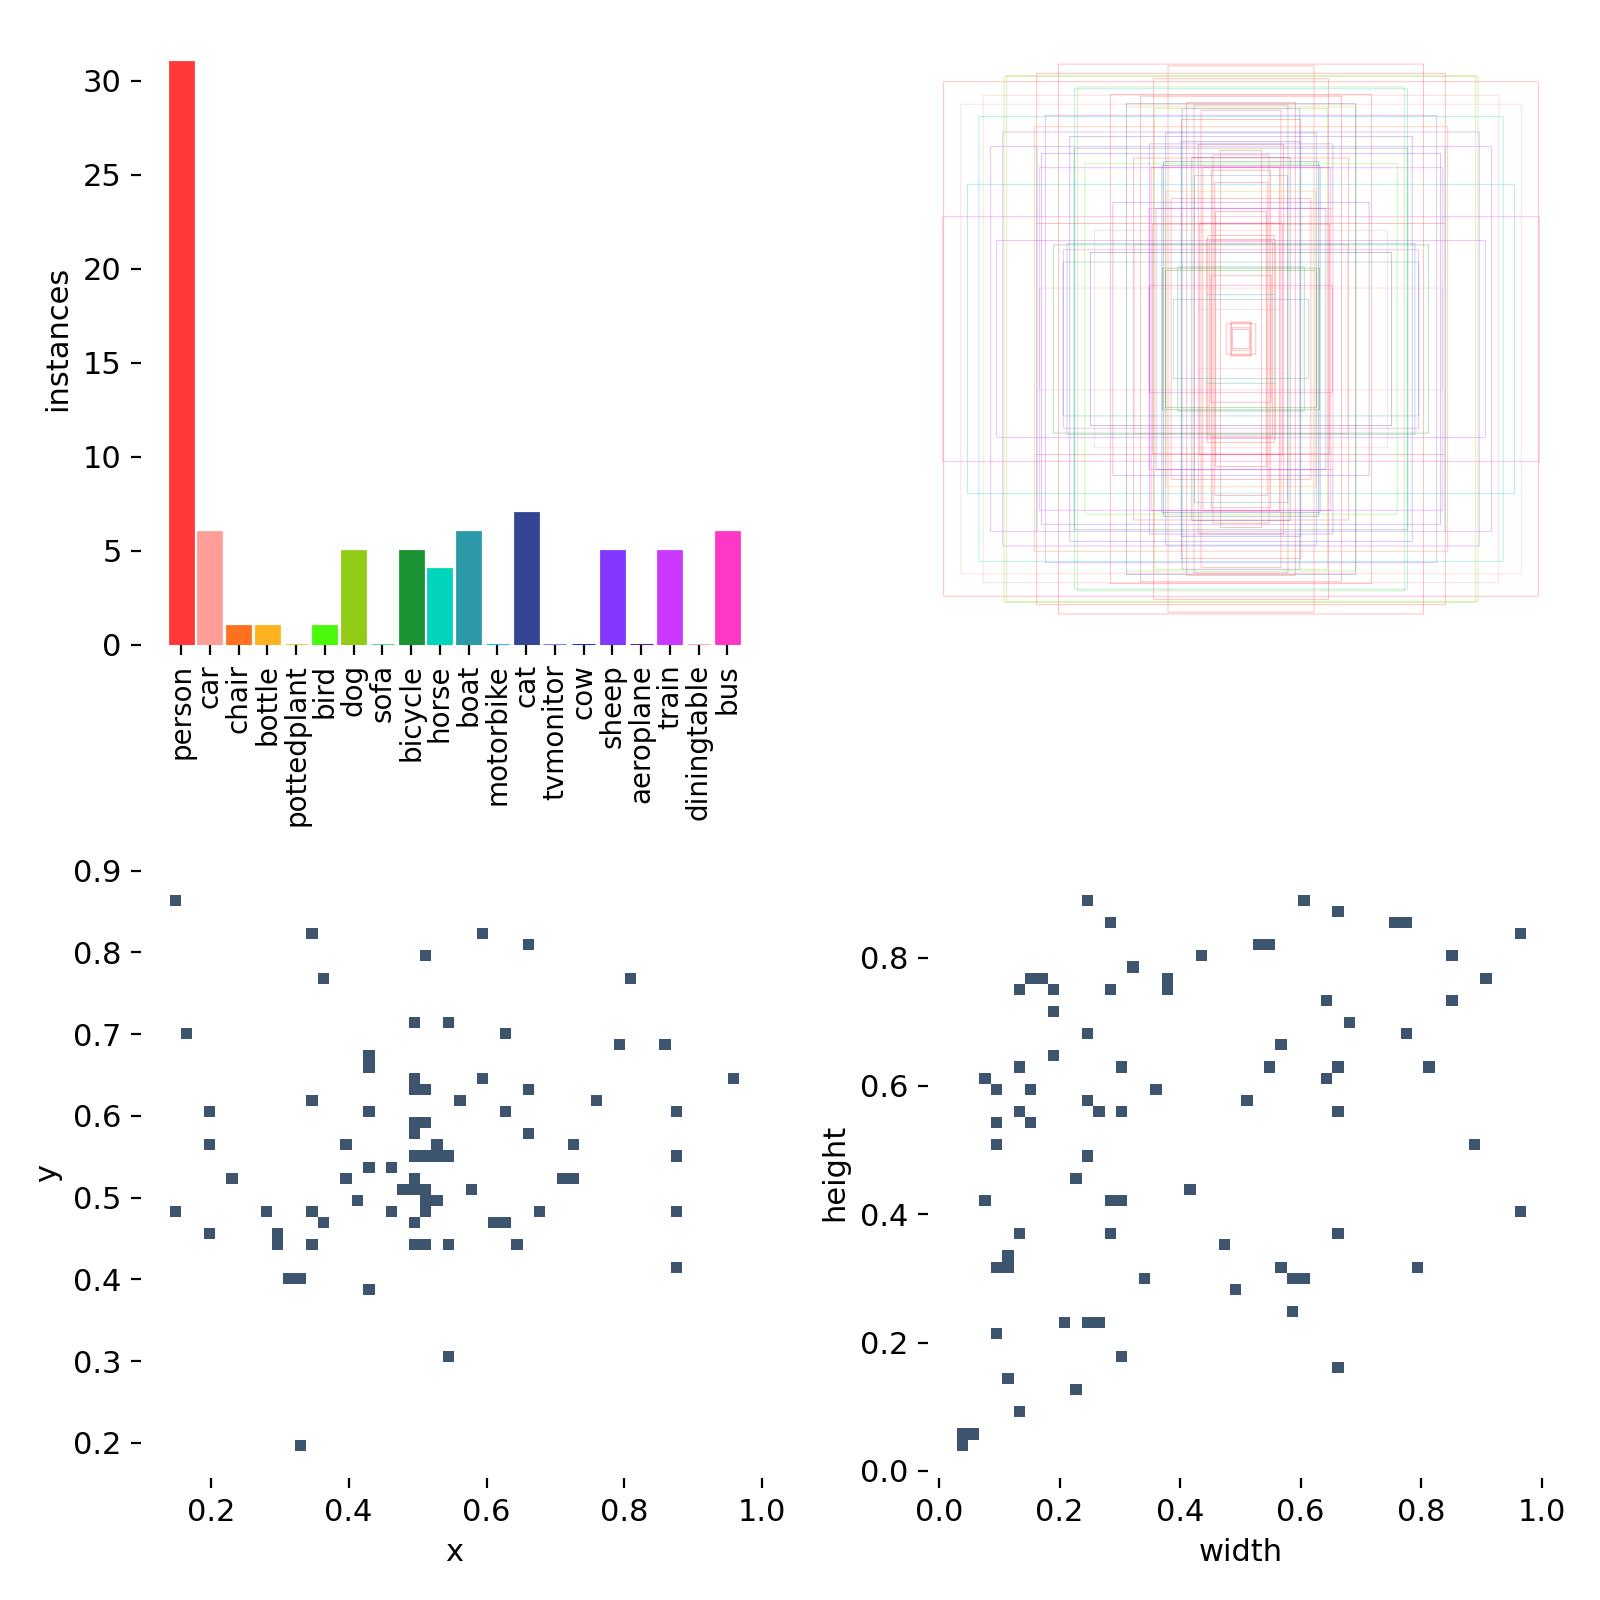 instances
30
25
20
15
10
5
0
person
car
chair
bottle
pottedplant
bird
dog
sofa
bicycle
horse
boat
motorbike
cat
tvmonitor
cow
sheep
aeroplane
train
diningtable
bus
y
0.9
0.8
0.7
0.6
0.5
0.4
0.3
0.2
0.2 0.4 0.6 0.8 1.0
x
height
0.8
0.6
0.4
0.2
0.0
0.0 0.2 0.4 0.6 0.8 1.0
width